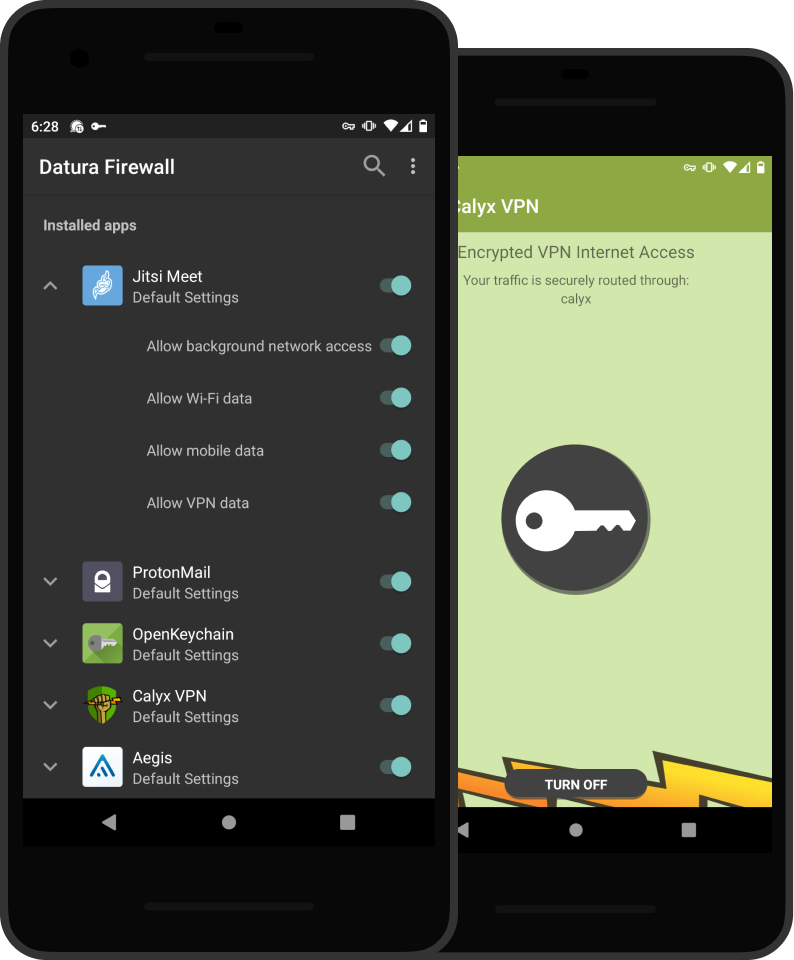 6:28
Datura Firewall
Installed apps
Jitsi Meet
Default Settings
Allow background network access
Allow Wi-Fi data
Allow mobile data
Allow VPN data
ProtonMail
Default Settings
OpenKeychain
Default Settings
Calyx VPN
Default Settings
Aegis
Default Settings
Calyx VPN
Encrypted VPN Internet Access
Your traffic is securely routed through:
calyx
TURN OFF